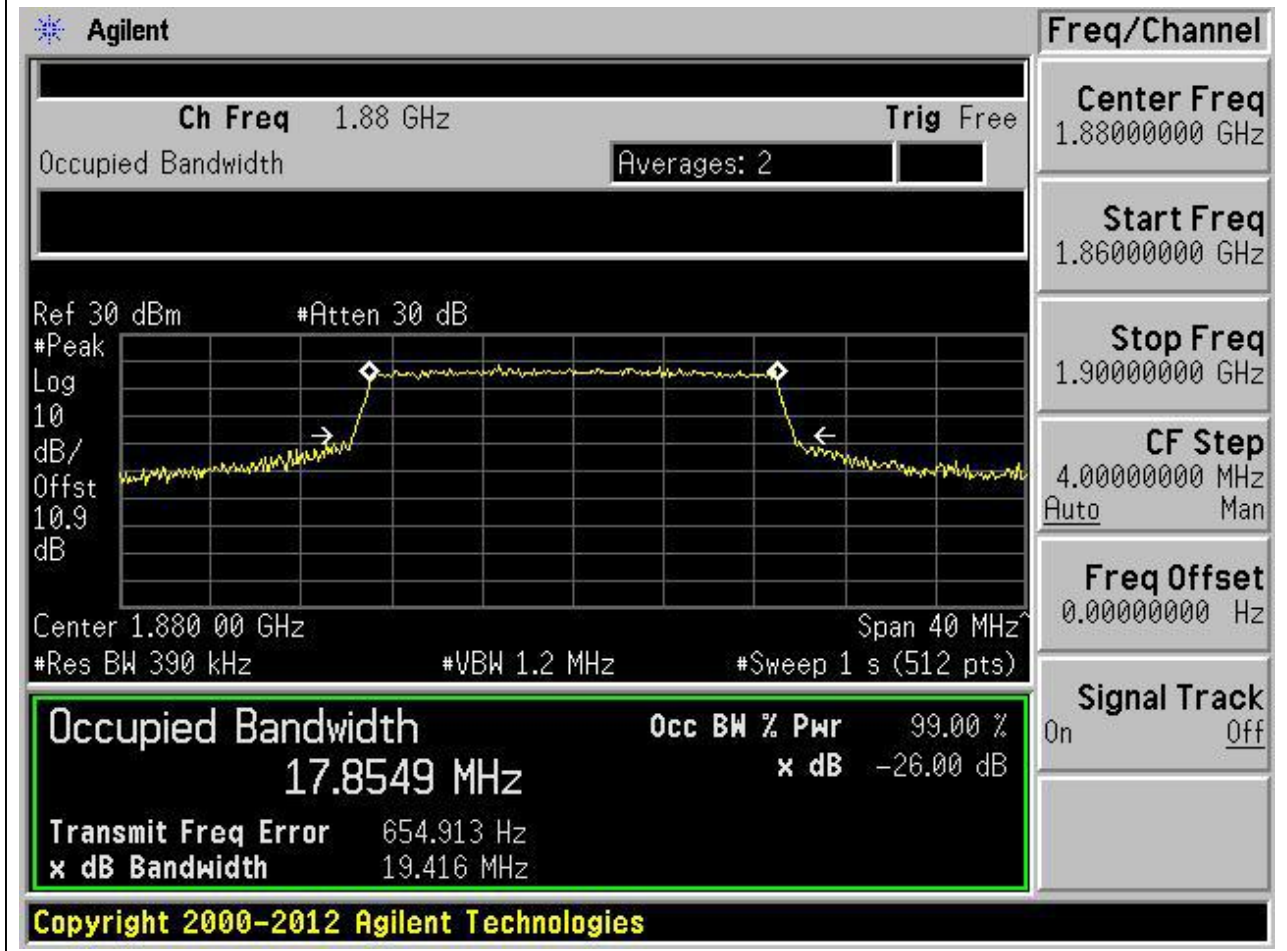 Agilent
Freq/Channel
Ch Freq 1.88 GHz Trig Free
Occupied Bandwidth Averages: 2
Ref 30 dBm #Atten 30 dB
#Peak
Log
10
dB/
Offst
10.9
dB
Center 1.880 00 GHz Span 40 MHz^
#Res BW 390 kHz #VBW 1.2 MHz #Sweep 1 s (512 pts)
Occupied Bandwidth Occ BW % Pwr 99.00 %
17.8549 MHz x dB -26.00 dB
Transmit Freq Error 654.913 Hz
x dB Bandwidth 19.416 MHz
Center Freq
1.88000000 GHz
Start Freq
1.86000000 GHz
Stop Freq
1.90000000 GHz
CF Step
4.00000000 MHz
Auto Man
Freq Offset
0.00000000 Hz
Signal Track
On Off
Copyright 2000-2012 Agilent Technologies